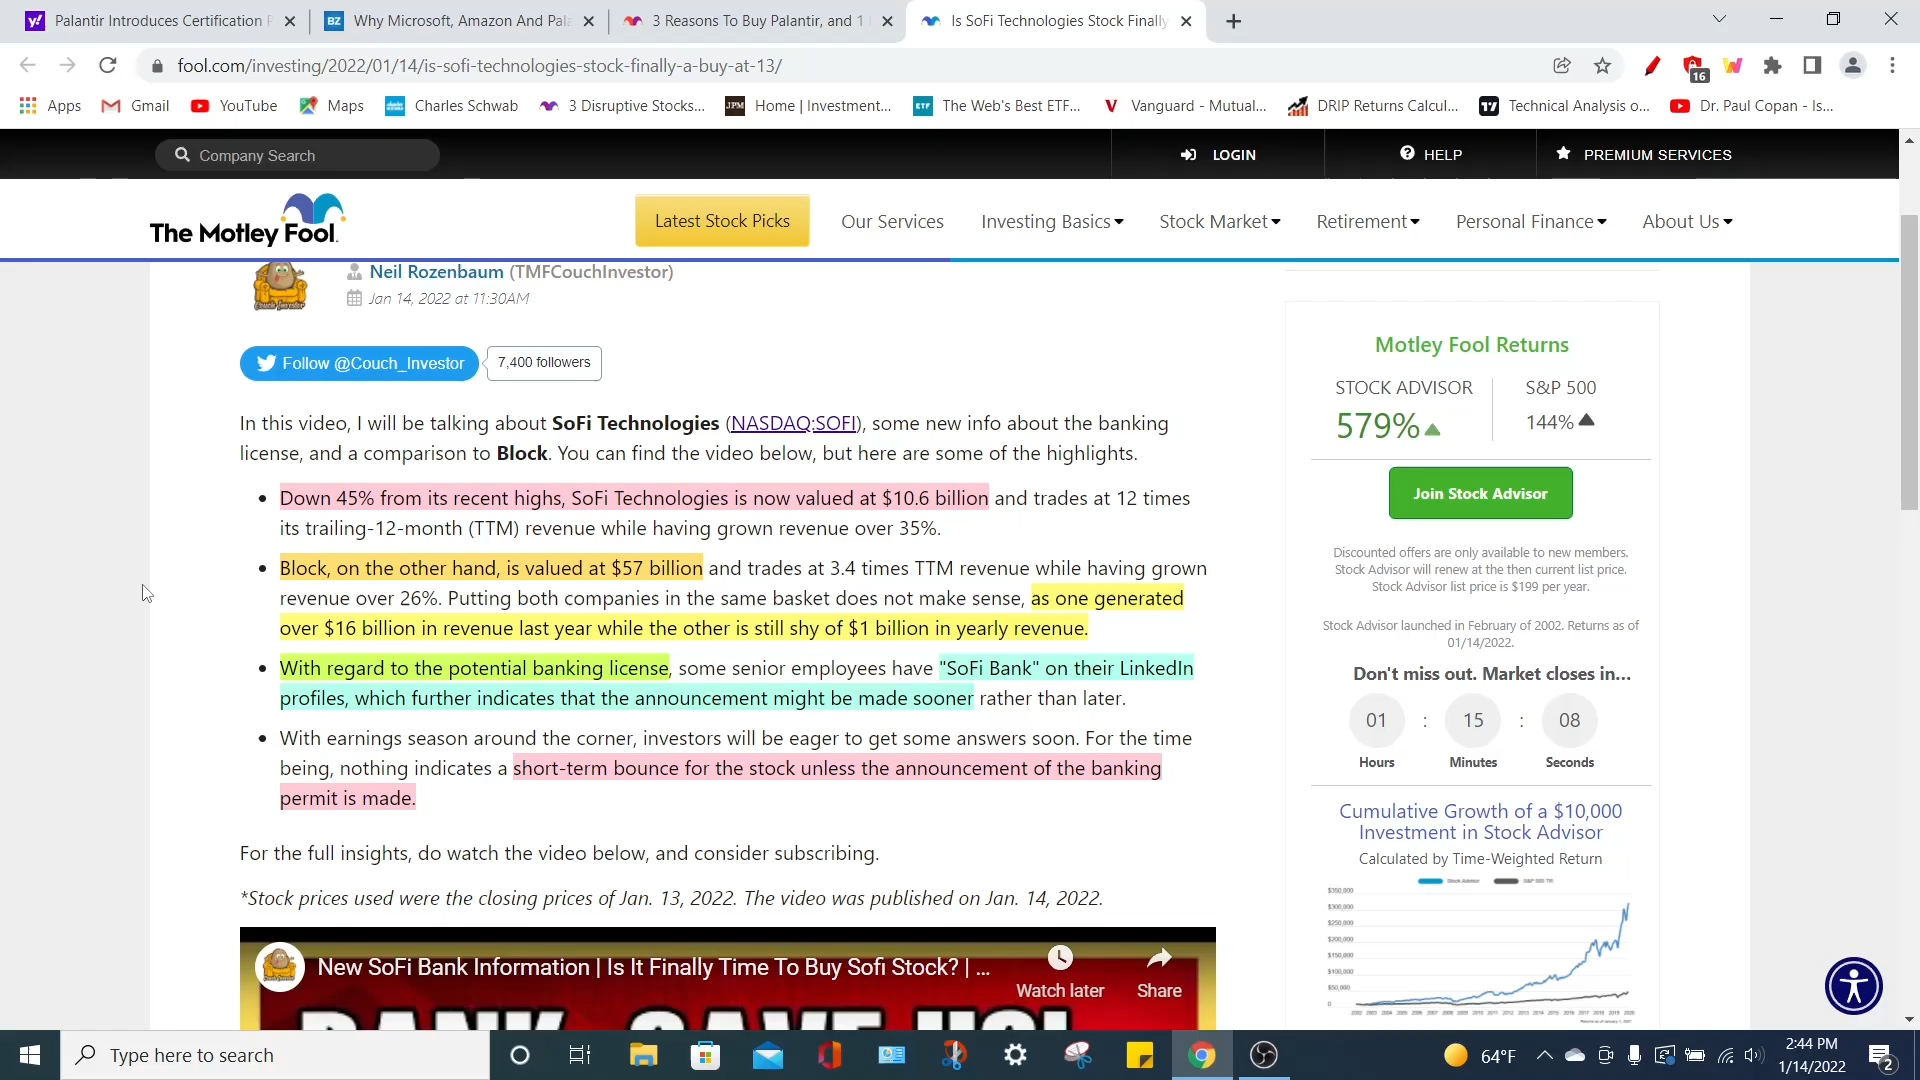 Palantir Introduces Certification P
Why Microsoft, Amazon And Pala
3 Reasons To Buy Palantir, and 1
Is SoFi Technologies Stock Finally
fool.com/investing/2022/01/14/is-sofi-technologies-stock-finally-a-buy-at-13/
16
Apps
Gmail
YouTube
Maps
Charles Schwab
3 Disruptive Stocks...
JPM Home | Investment...
ETF The Web's Best ETF...
Vanguard - Mutual...
DRIP Returns Calcul...
Technical Analysis o...
Dr. Paul Copan - Is...
Company Search
LOGIN
HELP
PREMIUM SERVICES
The Motley Fool.
Latest Stock Picks
Our Services
Investing Basics
Stock Market
Retirement
Personal Finance
About Us
Neil Rozenbaum (TMFCouchInvestor)
Jan 14, 2022 at 11:30AM
Follow @Couch_Investor
7,400 followers
In this video, I will be talking about SoFi Technologies (NASDAQ:SOFI), some new info about the banking
license, and a comparison to Block. You can find the video below, but here are some of the highlights.
• Down 45% from its recent highs, SoFi Technologies is now valued at $10.6 billion and trades at 12 times
its trailing-12-month (TTM) revenue while having grown revenue over 35%.
• Block, on the other hand, is valued at $57 billion and trades at 3.4 times TTM revenue while having grown
revenue over 26%. Putting both companies in the same basket does not make sense, as one generated
over $16 billion in revenue last year while the other is still shy of $1 billion in yearly revenue.
• With regard to the potential banking license, some senior employees have "SoFi Bank" on their LinkedIn
profiles, which further indicates that the announcement might be made sooner rather than later.
• With earnings season around the corner, investors will be eager to get some answers soon. For the time
being, nothing indicates a short-term bounce for the stock unless the announcement of the banking
permit is made.
For the full insights, do watch the video below, and consider subscribing.
*Stock prices used were the closing prices of Jan. 13, 2022. The video was published on Jan. 14, 2022.
New SoFi Bank Information | Is It Finally Time To Buy Sofi Stock? | ...
Watch later
Share
Motley Fool Returns
STOCK ADVISOR
S&P 500
579%
144%
Join Stock Advisor
Discounted offers are only available to new members.
Stock Advisor will renew at the then current list price.
Stock Advisor list price is $199 per year.
Stock Advisor launched in February of 2002. Returns as of
01/14/2022.
Don't miss out. Market closes in...
01 : 15 : 08
Hours Minutes Seconds
Cumulative Growth of a $10,000
Investment in Stock Advisor
Calculated by Time-Weighted Return
Stock Advisor
$350,000
$300,000
$250,000
$200,000
$150,000
$100,000
$50,000
0
Type here to search
64°F
2:44 PM
1/14/2022
2